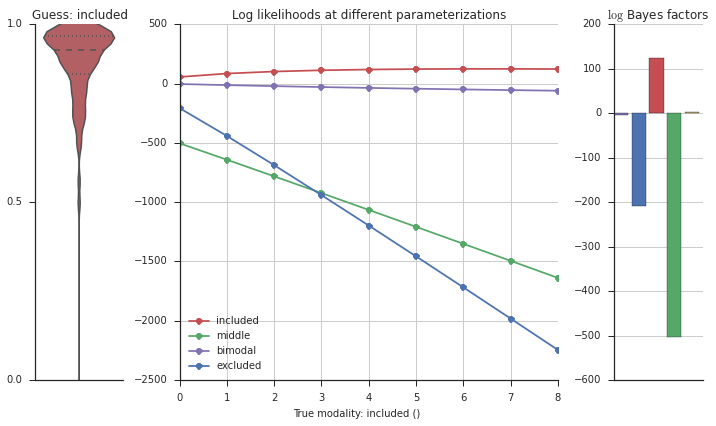 Guess: included
1.0
0.5
0.0
Log likelihoods at different parameterizations
500
0
−500
−1000
−1500
−2000
−2500
included
middle
bimodal
excluded
0 1 2 3 4 5 6 7 8
True modality: included ()
log Bayes factors
200
100
0
−100
−200
−300
−400
−500
−600